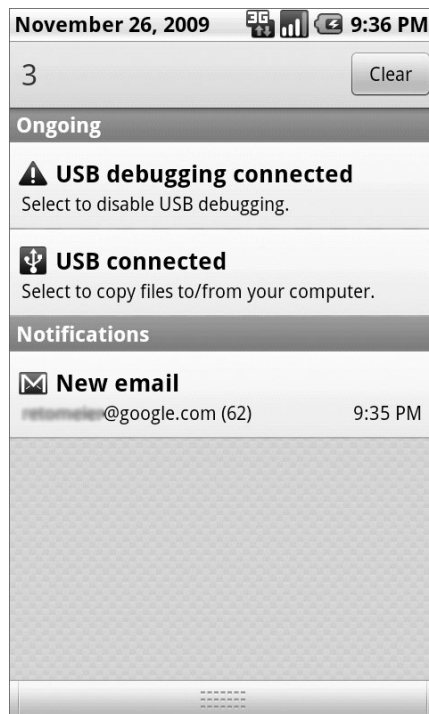 November 26, 2009 3G 9:36 PM
3 Clear
Ongoing
USB debugging connected
Select to disable USB debugging.
USB connected
Select to copy files to/from your computer.
Notifications
New email
@google.com (62) 9:35 PM